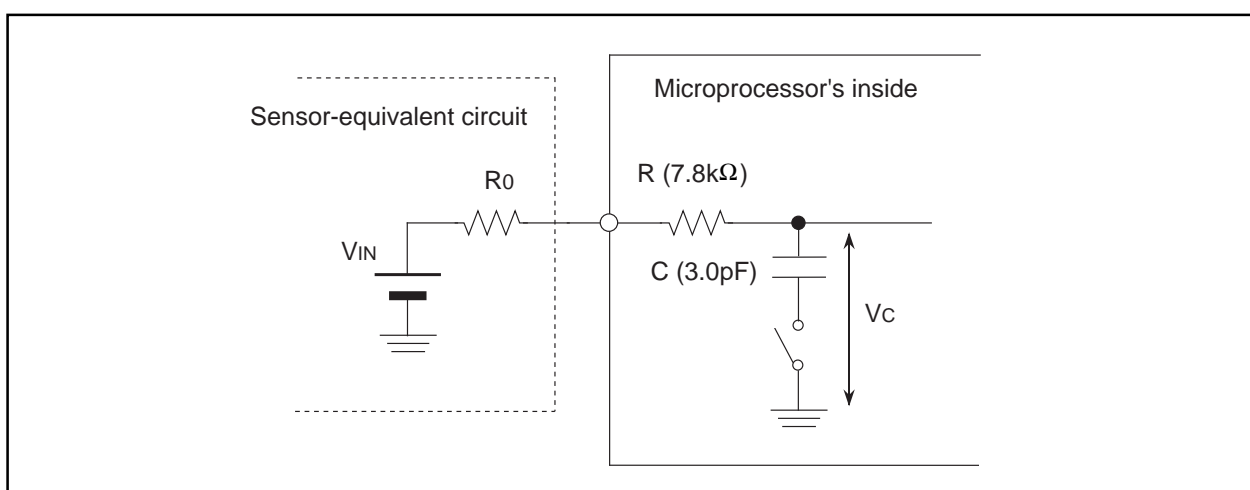 Microprocessor's inside
Sensor-equivalent circuit
R0
R (7.8kΩ)
VIN
C (3.0pF)
VC